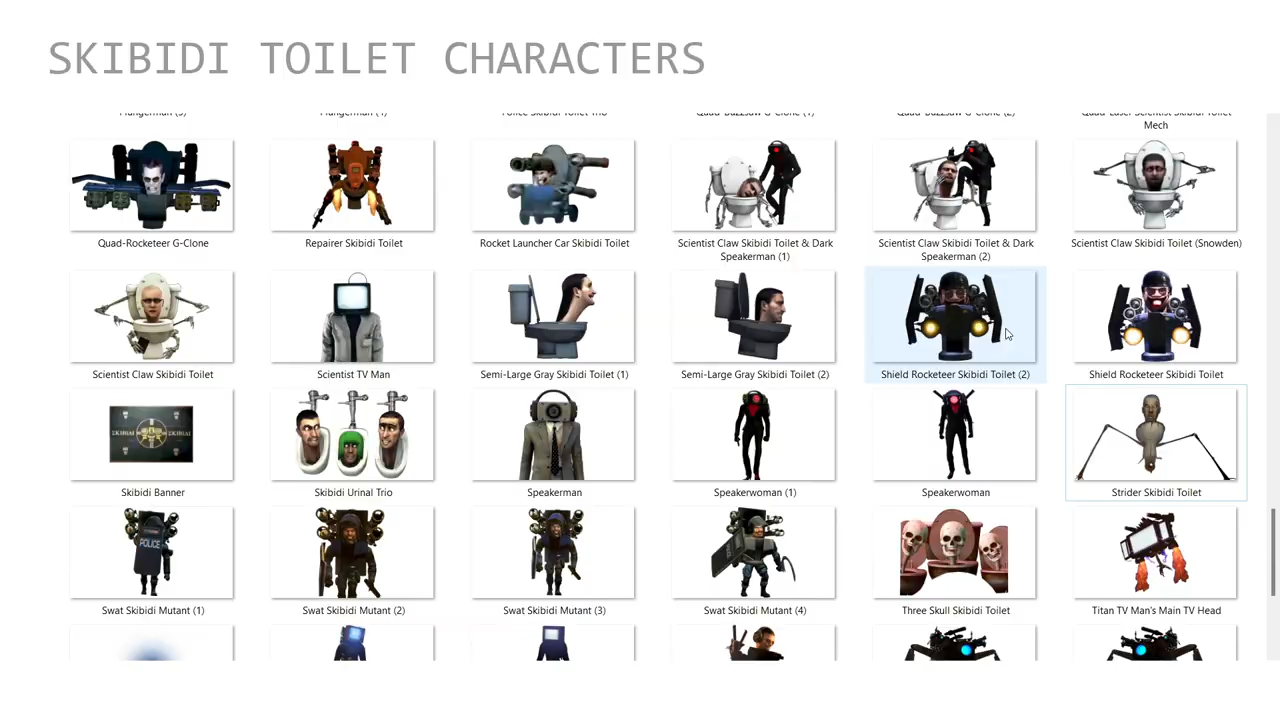 SKIBIDI TOILET CHARACTERS
Mech
Quad-Rocketeer G-Clone
Repairer Skibidi Toilet
Rocket Launcher Car Skibidi Toilet
Scientist Claw Skibidi Toilet & Dark
Speakerman (1)
Scientist Claw Skibidi Toilet & Dark
Speakerman (2)
Scientist Claw Skibidi Toilet (Snowden)
Scientist Claw Skibidi Toilet
Scientist TV Man
Semi-Large Gray Skibidi Toilet (1)
Semi-Large Gray Skibidi Toilet (2)
Shield Rocketeer Skibidi Toilet (2)
Shield Rocketeer Skibidi Toilet
SKIBIDI
SKIBIDI
Skibidi Banner
Skibidi Urinal Trio
Speakerman
Speakerwoman (1)
Speakerwoman
Strider Skibidi Toilet
POLICE
Swat Skibidi Mutant (1)
Swat Skibidi Mutant (2)
Swat Skibidi Mutant (3)
Swat Skibidi Mutant (4)
Three Skull Skibidi Toilet
Titan TV Man's Main TV Head